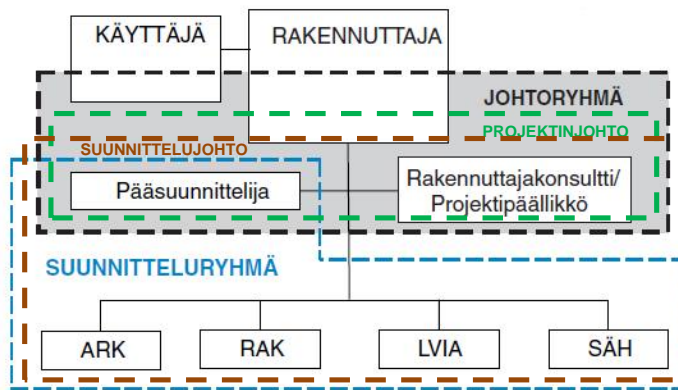 KÄYTTÄJÄ
RAKENNUTTAJA
JOHTORYHMÄ
PROJEKTINJOHTO
SUUNNITTELUJOHTO
Pääsuunnittelija
Rakennuttajakonsultti/
Projektipäällikkö
SUUNNITTELURYHMÄ
ARK
RAK
LVIA
SÄH